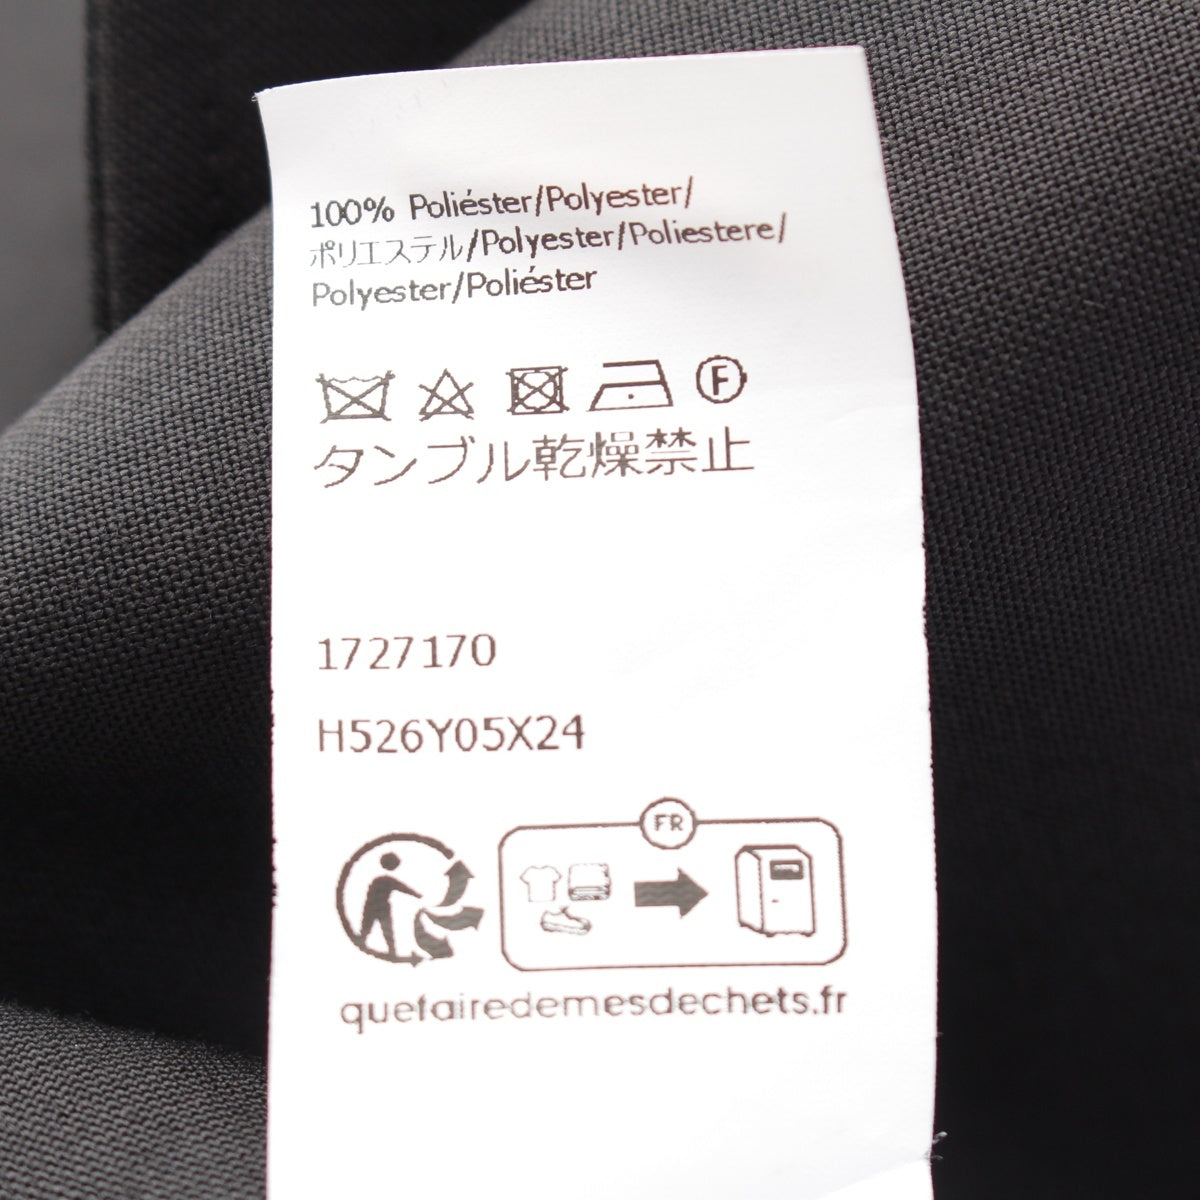 100% Poliéster/Polyester/
ポリエステル/Polyester/Poliestere/
Polyester/Poliéster
F
タンブル乾燥禁止
1727170
H526Y05X24
FR
quefairedemesdechets.fr